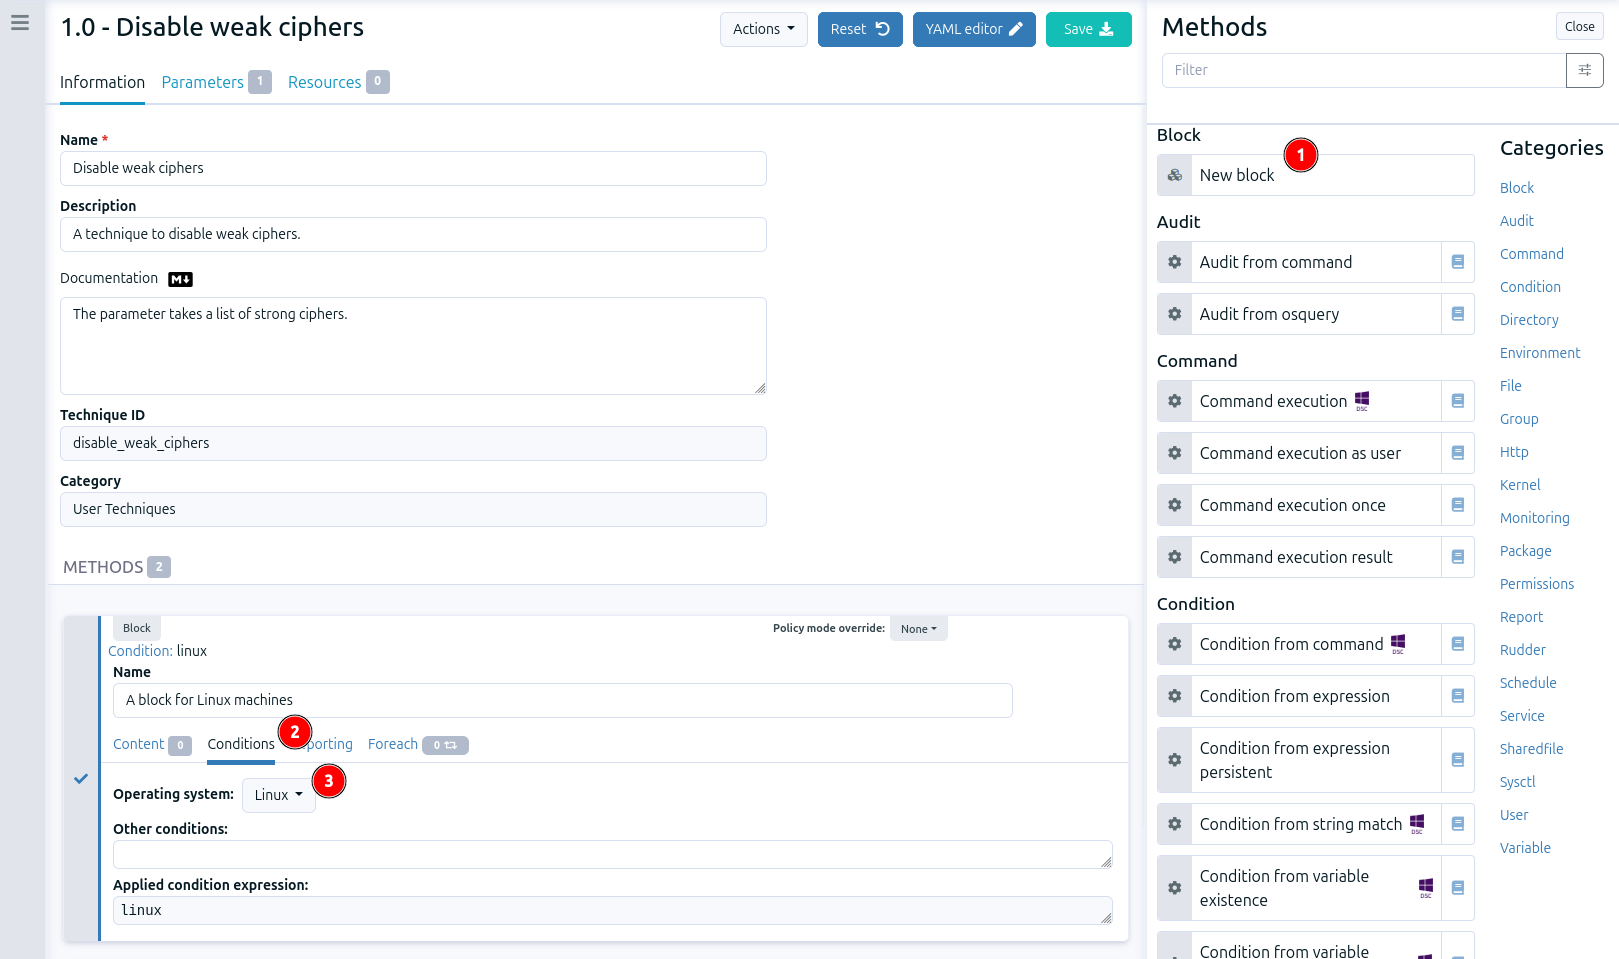 1.0 - Disable weak ciphers
Actions
Reset
YAML editor
Save
Information
Parameters 1
Resources 0
Name *
Disable weak ciphers
Description
A technique to disable weak ciphers.
Documentation M
The parameter takes a list of strong ciphers.
Technique ID
disable_weak_ciphers
Category
User Techniques
METHODS 2
Block
Policy mode override: None
Condition: linux
Name
A block for Linux machines
2
Content 0
Conditions
porting
Foreach 0
3
Operating system: Linux
Other conditions:
Applied condition expression:
linux
Methods
Close
Filter
Block
1
New block
Audit
Audit from command
Audit from osquery
Command
Command execution DSC
Command execution as user
Command execution once
Command execution result
Condition
Condition from command DSC
Condition from expression
Condition from expression
persistent
Condition from string match DSC
Condition from variable
existence DSC
Condition from variable
Categories
Block
Audit
Command
Condition
Directory
Environment
File
Group
Http
Kernel
Monitoring
Package
Permissions
Report
Rudder
Schedule
Service
Sharedfile
Sysctl
User
Variable